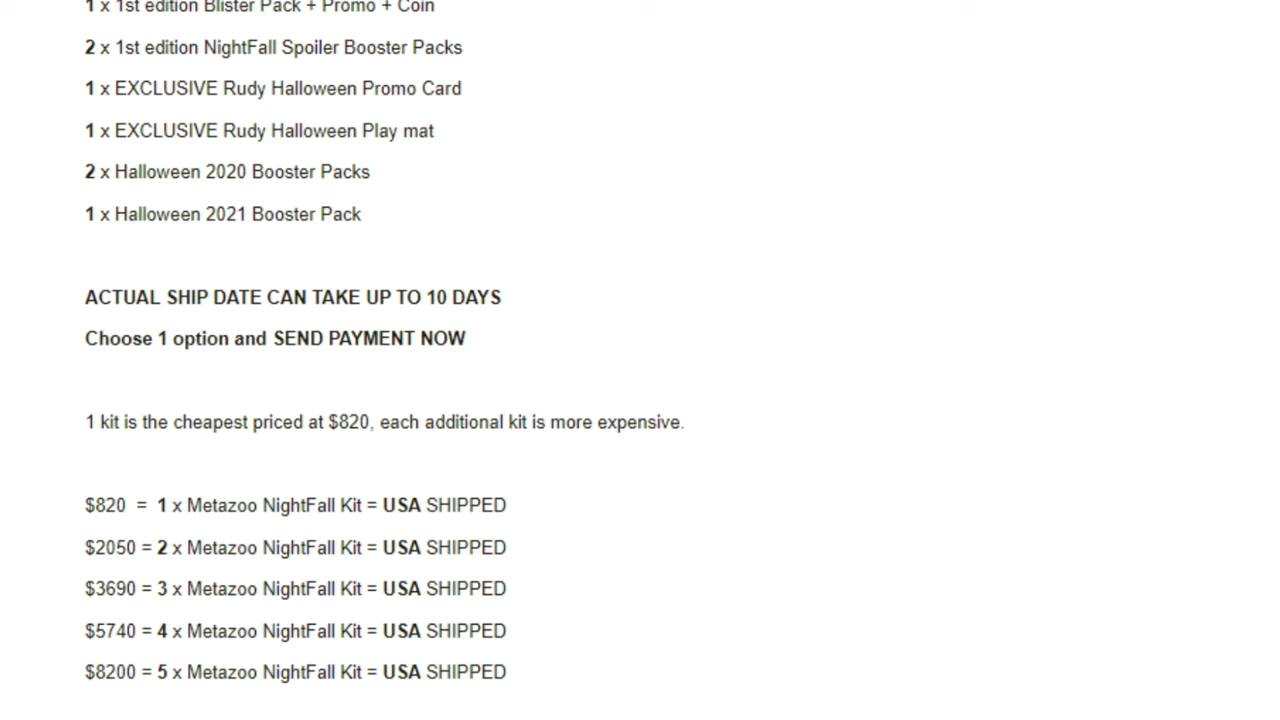 1 x 1st edition Blister Pack + Promo + Coin
2 x 1st edition NightFall Spoiler Booster Packs
1 x EXCLUSIVE Rudy Halloween Promo Card
1 x EXCLUSIVE Rudy Halloween Play mat
2 x Halloween 2020 Booster Packs
1 x Halloween 2021 Booster Pack
ACTUAL SHIP DATE CAN TAKE UP TO 10 DAYS
Choose 1 option and SEND PAYMENT NOW
1 kit is the cheapest priced at $820, each additional kit is more expensive.
$820 = 1 x Metazoo NightFall Kit = USA SHIPPED
$2050 = 2 x Metazoo NightFall Kit = USA SHIPPED
$3690 = 3 x Metazoo NightFall Kit = USA SHIPPED
$5740 = 4 x Metazoo NightFall Kit = USA SHIPPED
$8200 = 5 x Metazoo NightFall Kit = USA SHIPPED